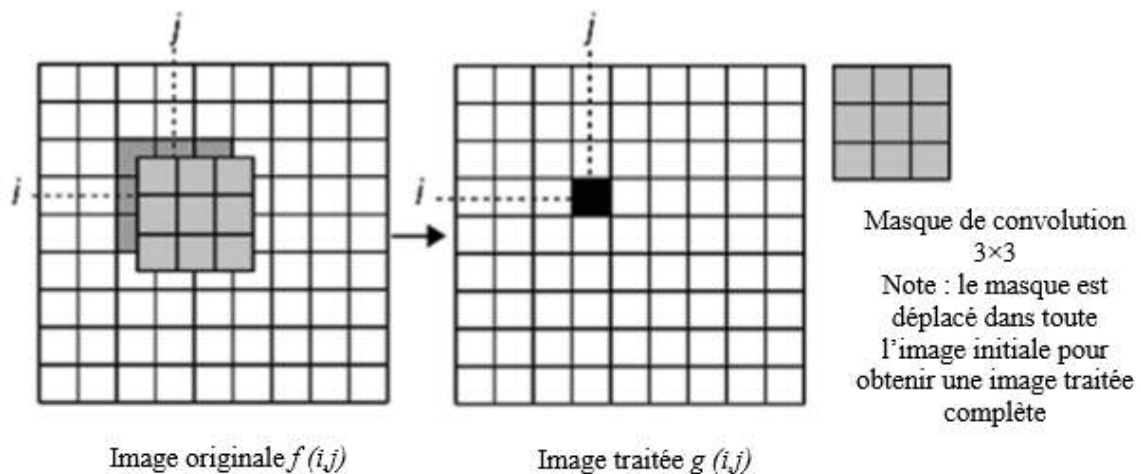 j
j
i
i
Masque de convolution
3×3
Note : le masque est
déplacé dans toute
l’image initiale pour
obtenir une image traitée
complète
Image originale f (i,j)
Image traitée g (i,j)